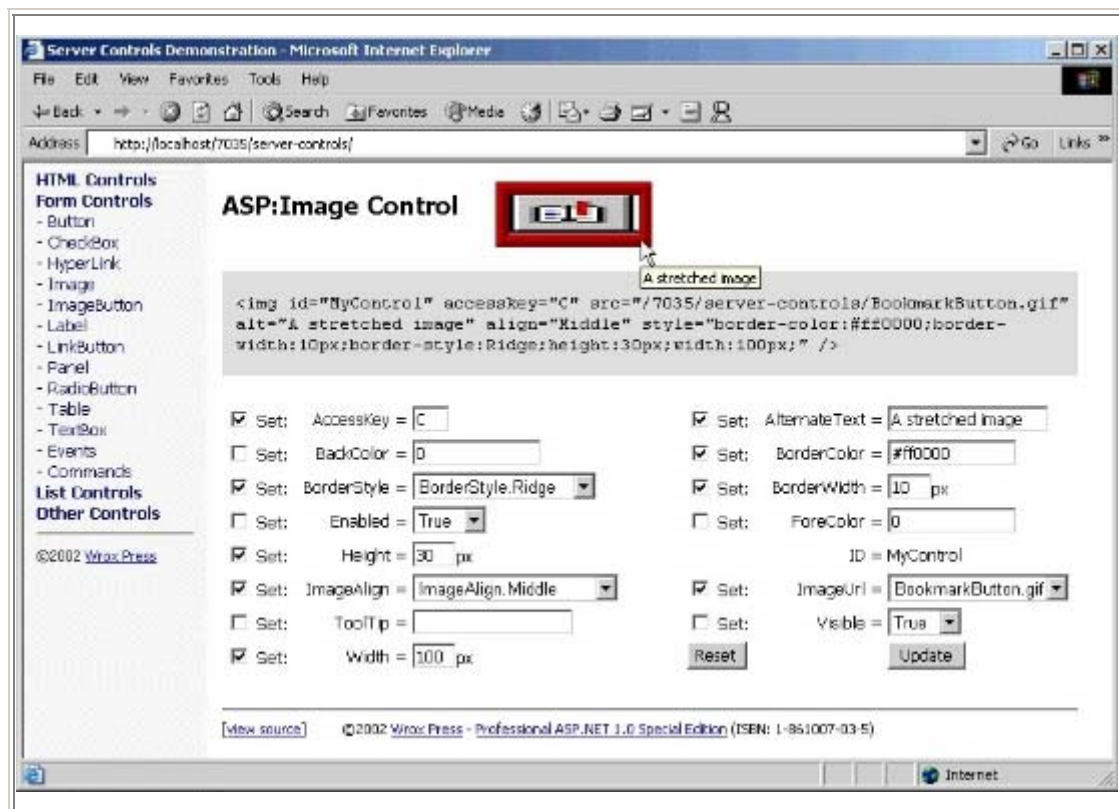 Server Controls Demonstration - Microsoft Internet Explorer
File Edit View Favorites Tools Help
Back Search Favorites Media
Address http://localhost/7035/server-controls/ Go Links »
HTML Controls
Form Controls
- Button
- CheckBox
- HyperLink
- Image
- ImageButton
- Label
- LinkButton
- Panel
- RadioButton
- Table
- TextBox
- Events
- Commands
List Controls
Other Controls
©2002 Wrox Press
ASP:Image Control
A stretched image
<img id="MyControl" accesskey="C" src="/7035/server-controls/BookmarkButton.gif"
alt="A stretched image" align="Middle" style="border-color:#ff0000;border-
width:10px;border-style:Ridge;height:30px;width:100px;" />
Set: AccessKey = C Set: AlternateText = A stretched image
Set: BackColor = 0 Set: BorderColor = #ff0000
Set: BorderStyle = BorderStyle.Ridge Set: BorderWidth = 10 px
Set: Enabled = True Set: ForeColor = 0
Set: Height = 30 px ID = MyControl
Set: ImageAlign = ImageAlign.Middle Set: ImageUrl = BookmarkButton.gif
Set: ToolTip = Set: Visible = True
Set: Width = 100 px Reset Update
[view source] ©2002 Wrox Press - Professional ASP.NET 1.0 Special Edition (ISBN: 1-861007-03-5)
Internet